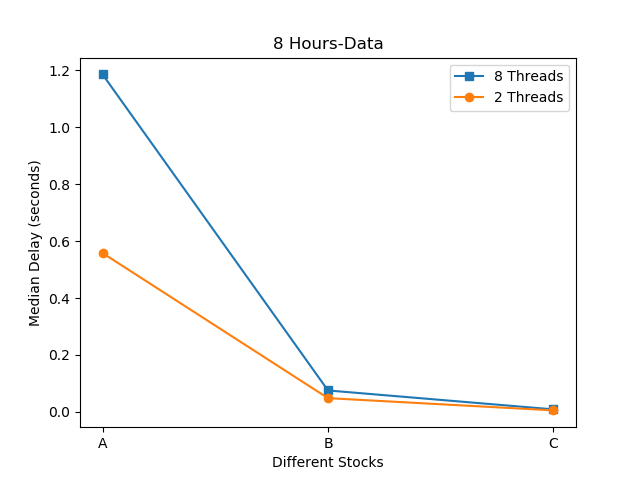 8 Hours-Data
8 Threads
2 Threads
Median Delay (seconds)
1.2
1.0
0.8
0.6
0.4
0.2
0.0
A
B
C
Different Stocks